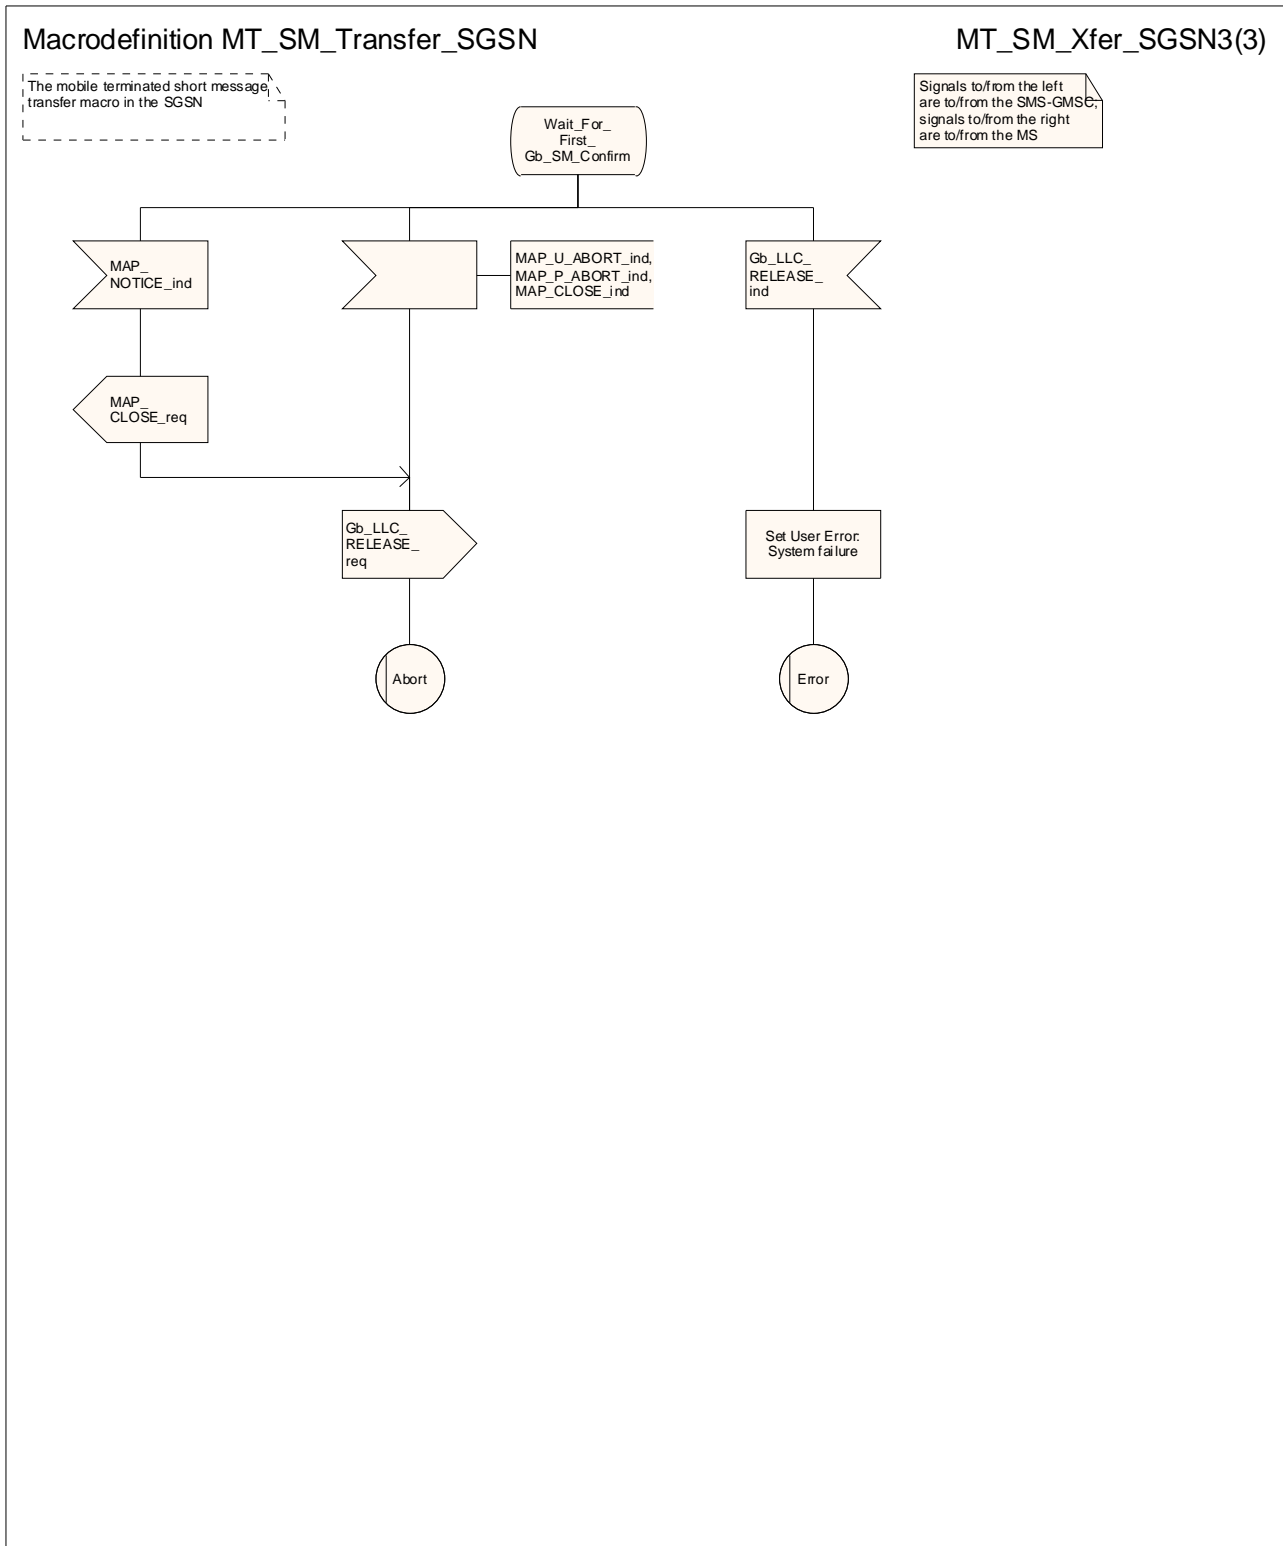 Macrodefinition MT_SM_Transfer_SGSN
MT_SM_Xfer_SGSN3(3)
The mobile terminated short message
transfer macro in the SGSN
Signals to/from the left
are to/from the SMS-GMSC;
signals to/from the right
are to/from the MS
Wait_For_
First_
Gb_SM_Confirm
MAP_
NOTICE_ind
MAP_U_ABORT_ind,
MAP_P_ABORT_ind,
MAP_CLOSE_ind
Gb_LLC_
RELEASE_
ind
MAP_
CLOSE_req
Gb_LLC_
RELEASE_
req
Set User Error:
System failure
Abort
Error